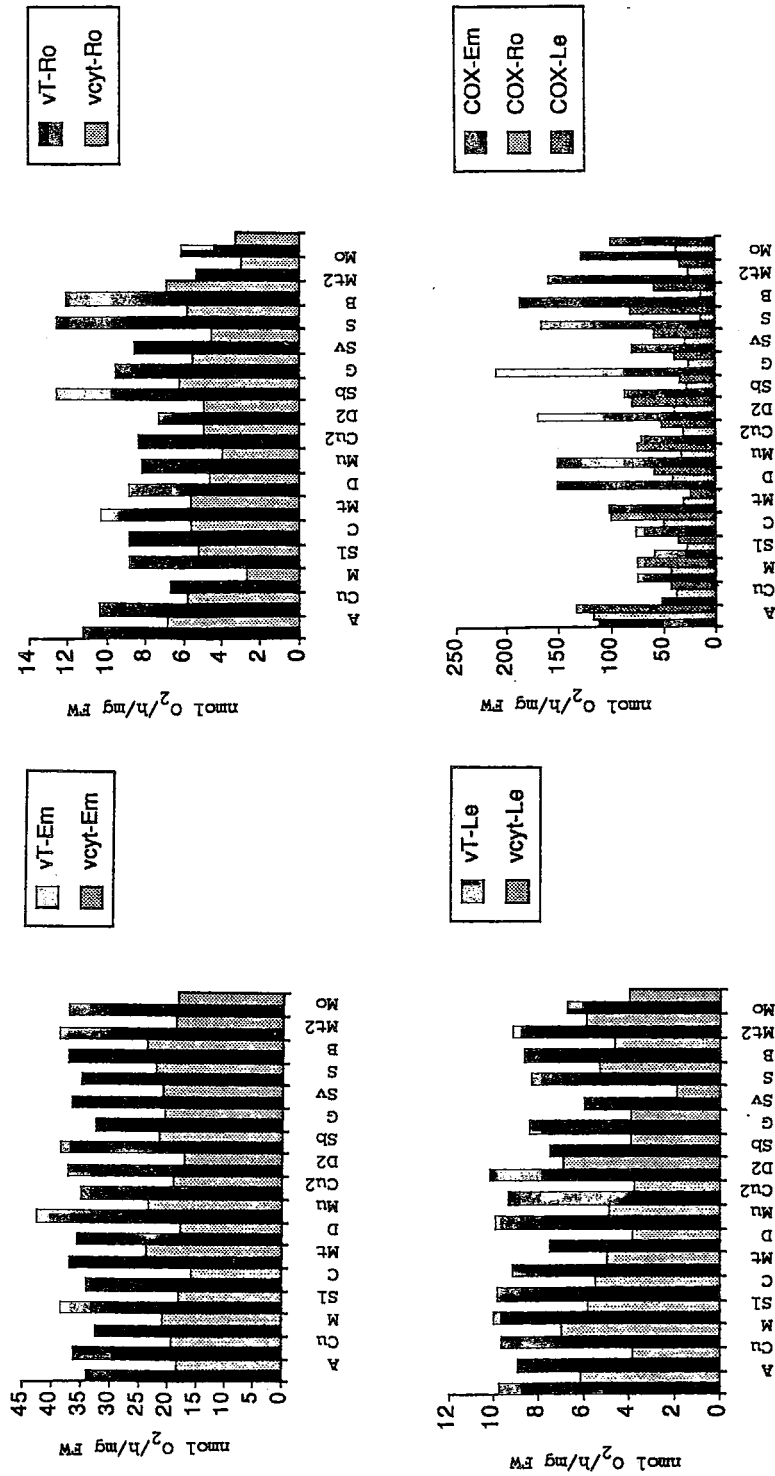 nmol O2/h/mg FW
45
40
35
30
25
20
15
10
5
0
A
Cu
M
Sl
C
Mt
D
Mu
Cu2
D2
Sb
G
Sv
S
B
Mt2
Mo
vT-Em
vcyt-Em
nmol O2/h/mg FW
14
12
10
8
6
4
2
0
A
Cu
M
Sl
C
Mt
D
Mu
Cu2
D2
Sb
G
Sv
S
B
Mt2
Mo
vT-Ro
vcyt-Ro
nmol O2/h/mg FW
12
10
8
6
4
2
0
A
Cu
M
Sl
C
Mt
D
Mu
Cu2
D2
Sb
G
Sv
S
B
Mt2
Mo
vT-Le
vcyt-Le
nmol O2/h/mg FW
250
200
150
100
50
0
A
Cu
M
Sl
C
Mt
D
Mu
Cu2
D2
Sb
G
Sv
S
B
Mt2
Mo
COX-Em
COX-Ro
COX-Le